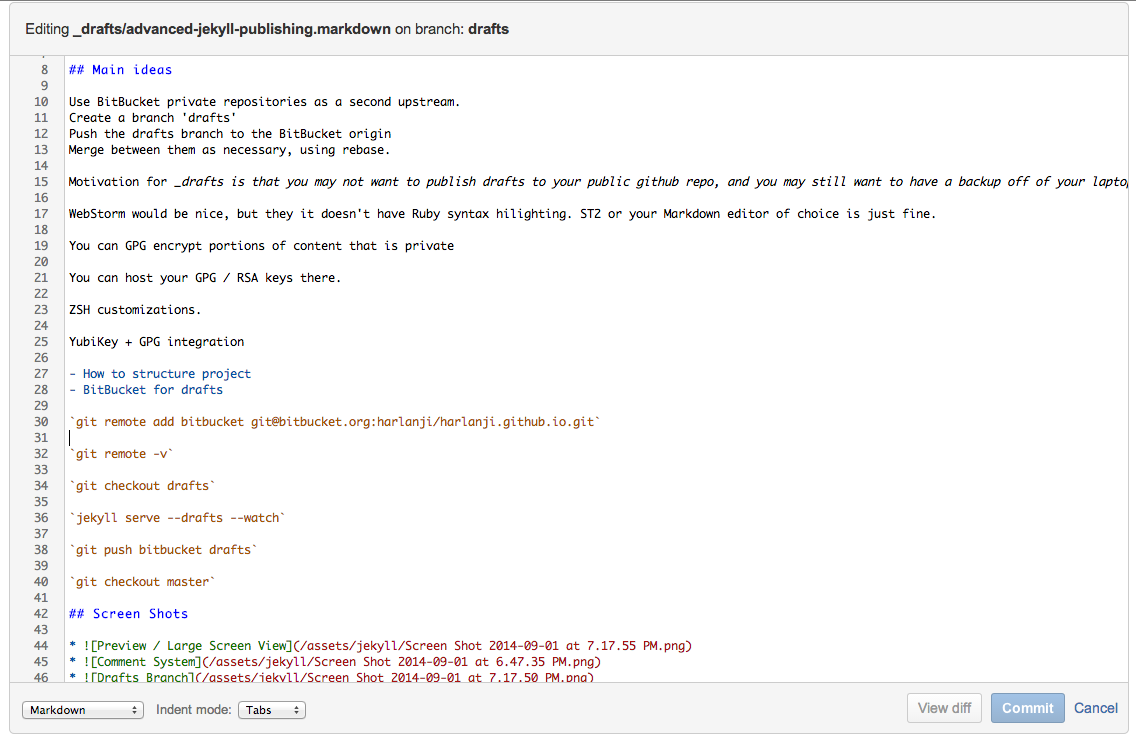 Editing _drafts/advanced-jekyll-publishing.markdown on branch: drafts
8 ## Main ideas
9
10 Use BitBucket private repositories as a second upstream.
11 Create a branch 'drafts'
12 Push the drafts branch to the BitBucket origin
13 Merge between them as necessary, using rebase.
14
15 Motivation for _drafts is that you may not want to publish drafts to your public github repo, and you may still want to have a backup off of your
16
17 WebStorm would be nice, but they it doesn't have Ruby syntax hilighting. ST2 or your Markdown editor of choice is just fine.
18
19 You can GPG encrypt portions of content that is private
20
21 You can host your GPG / RSA keys there.
22
23 ZSH customizations.
24
25 YubiKey + GPG integration
26
27 - How to structure project
28 - BitBucket for drafts
29
30 `git remote add bitbucket git@bitbucket.org:harlanji/harlanji.github.io.git`
31
32 `git remote -v`
33
34 `git checkout drafts`
35
36 `jekyll serve --drafts --watch`
37
38 `git push bitbucket drafts`
39
40 `git checkout master`
41
42 ## Screen Shots
43
44 * ![Preview / Large Screen View](/assets/jekyll/Screen Shot 2014-09-01 at 7.17.55 PM.png)
45 * ![Comment System](/assets/jekyll/Screen Shot 2014-09-01 at 6.47.35 PM.png)
46 * ![Drafts Branch](/assets/jekyll/Screen Shot 2014-09-01 at 7.17.50 PM.png)
Markdown Indent mode: Tabs View diff Commit Cancel